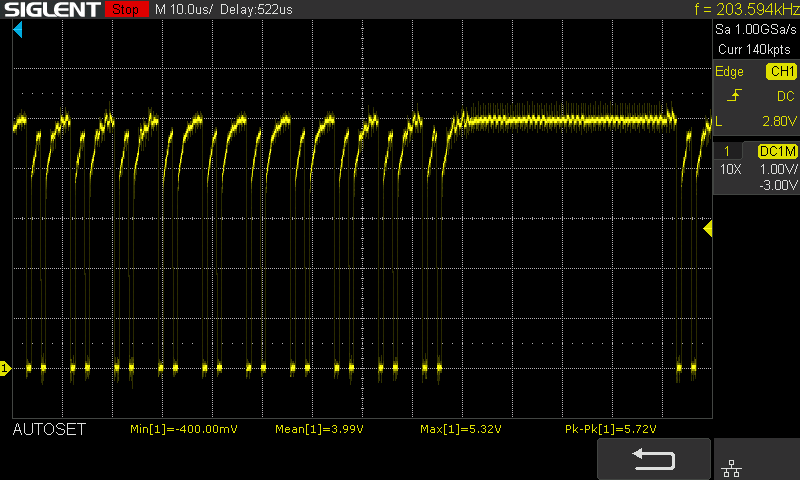 SIGLENT Stop M 10.0us/ Delay:522us f = 203.594kHz
Sa 1.00GSa/s
Curr 140kpts
Edge CH1
DC
L 2.80V
1 DC1M
10X 1.00V/
-3.00V
1
AUTOSET Min[1]=-400.00mV Mean[1]=3.99V Max[1]=5.32V Pk-Pk[1]=5.72V